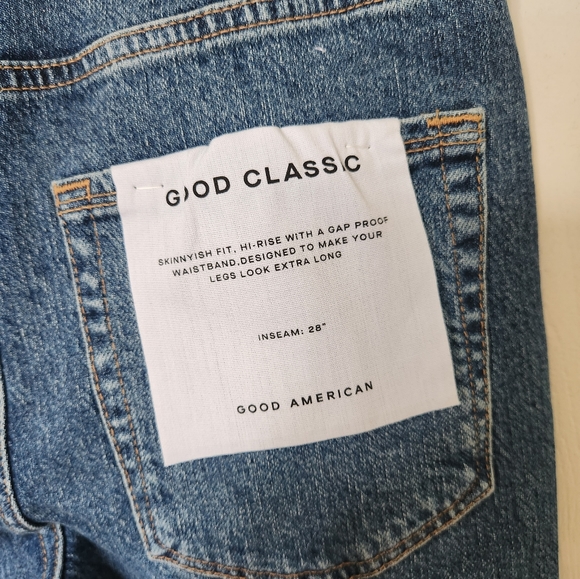 GOOD CLASSIC
SKINNYISH FIT, HI-RISE WITH A GAP PROOF
WAISTBAND,DESIGNED TO MAKE YOUR
LEGS LOOK EXTRA LONG
INSEAM: 28"
GOOD AMERICAN